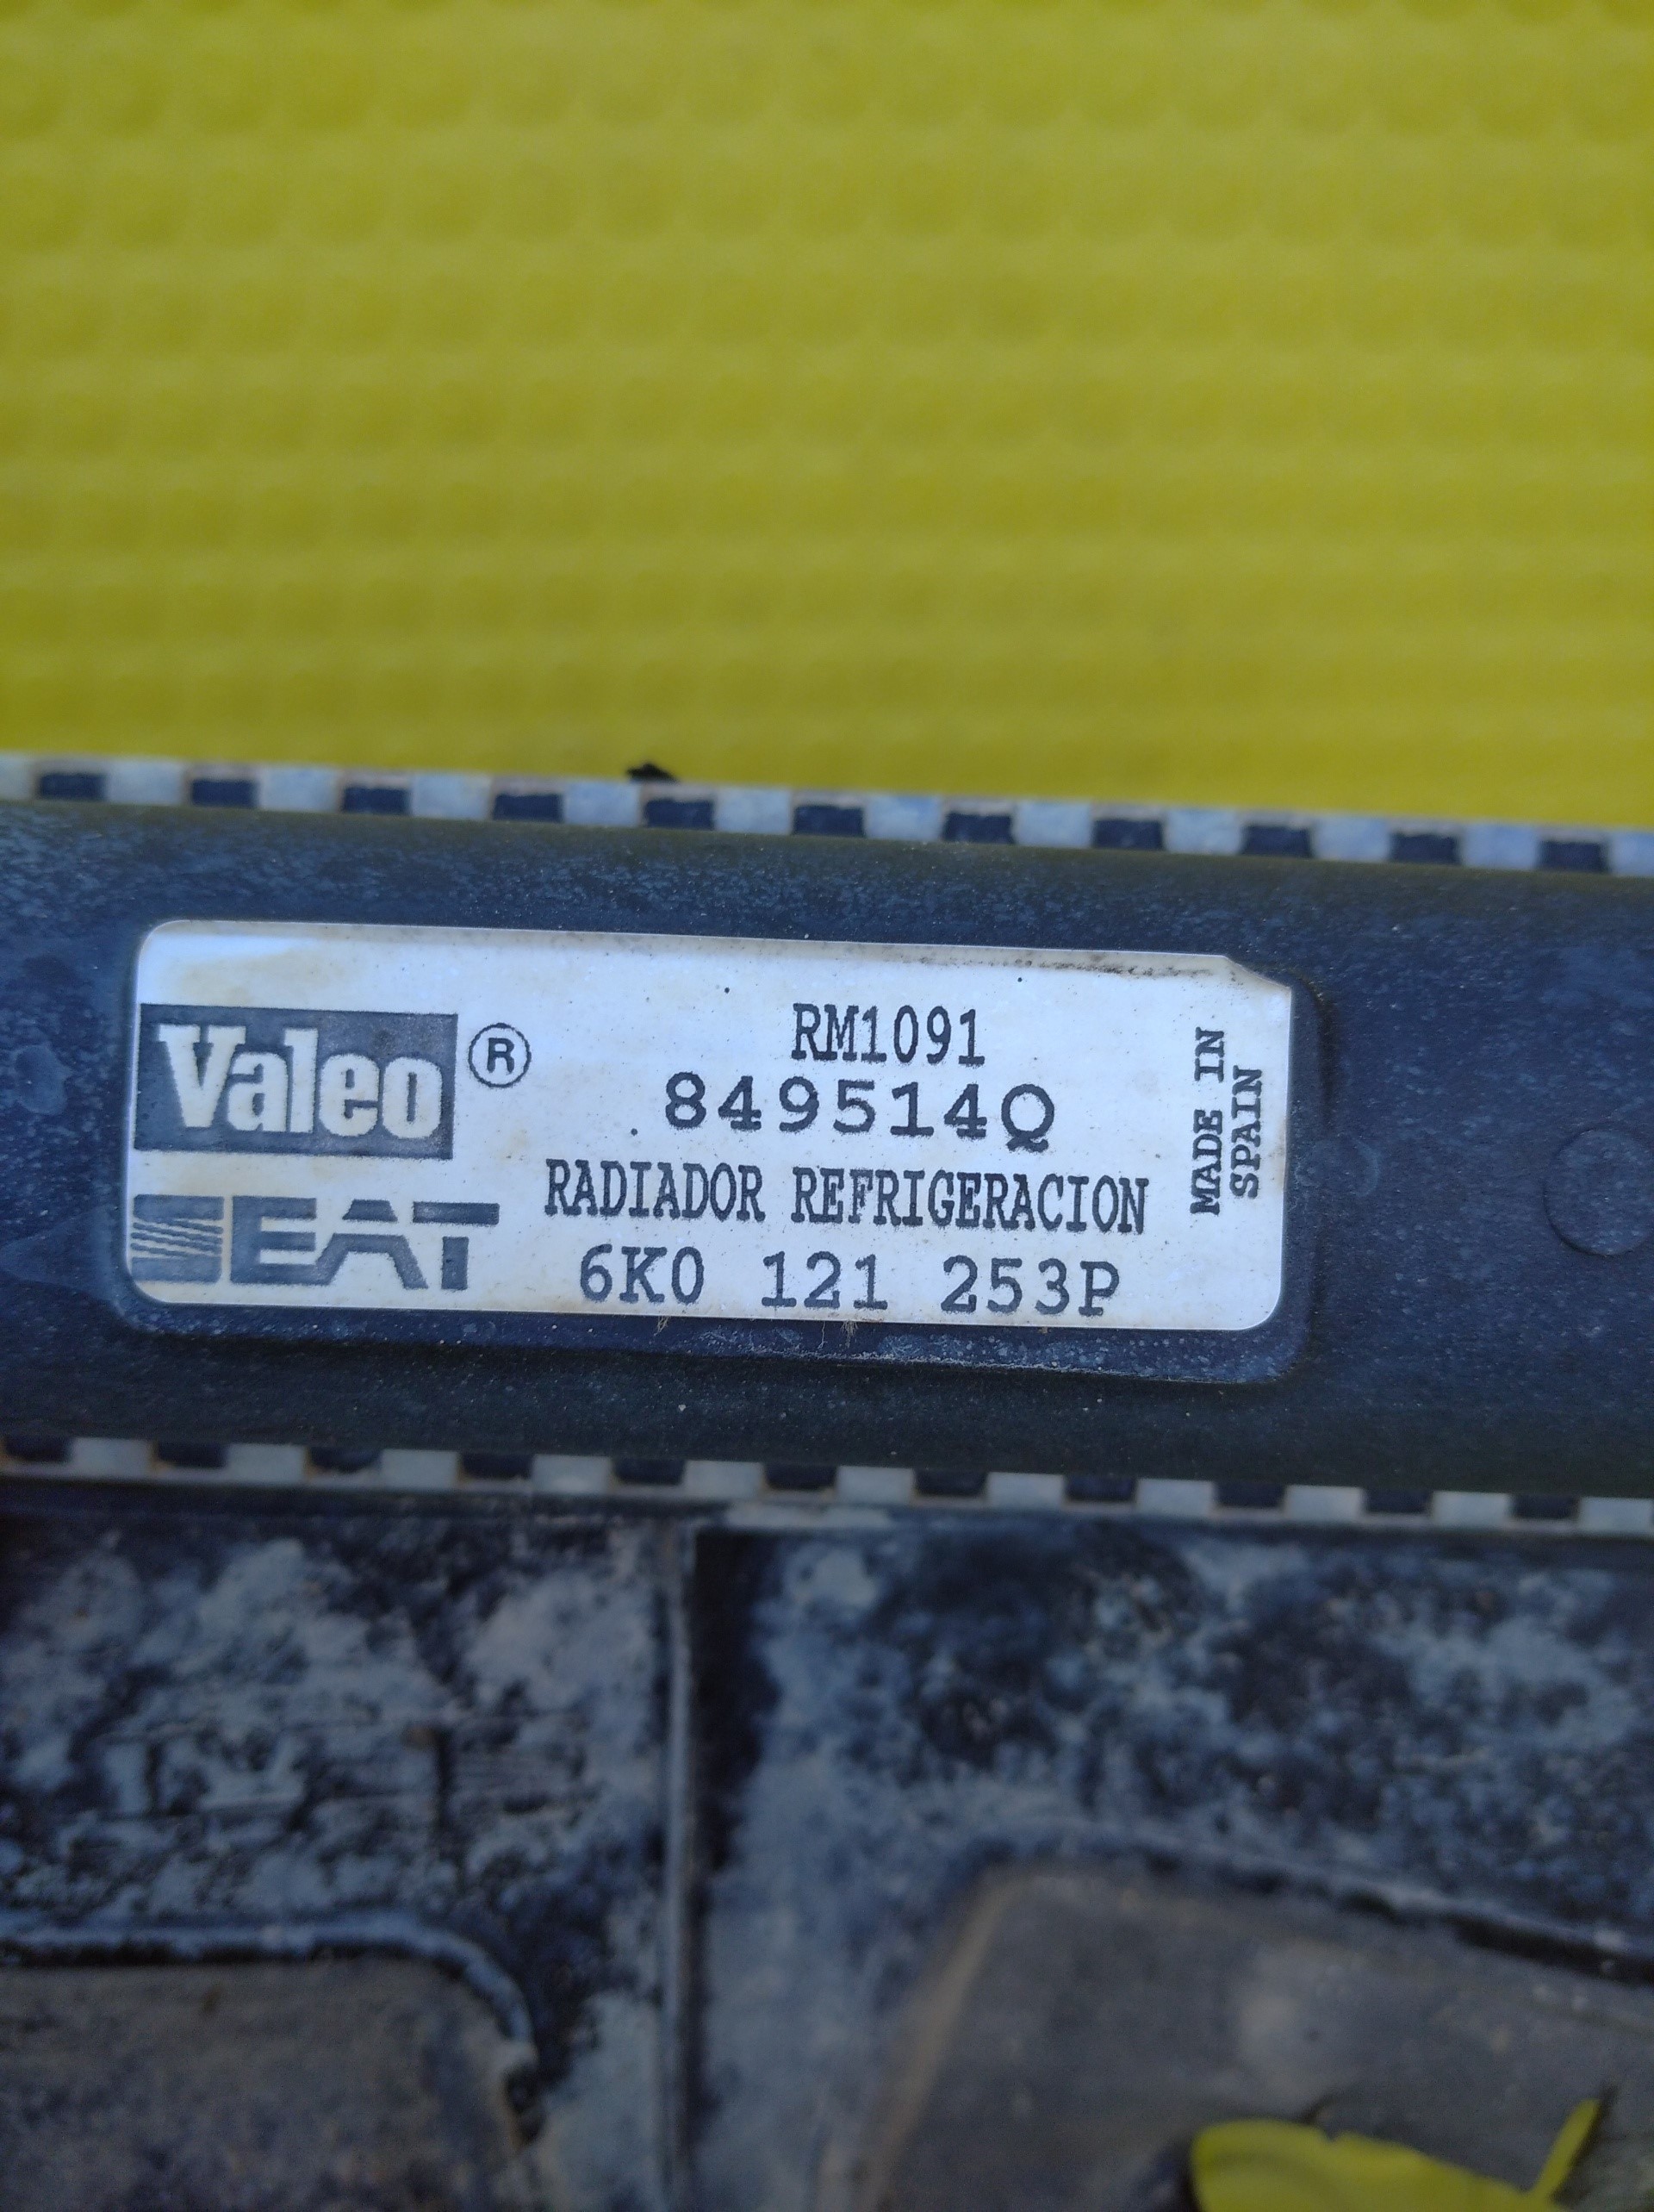 Valeo®
RM1091
849514Q
RADIADOR REFRIGERACION
SEAT
6K0 121 253P
MADE IN
SPAIN